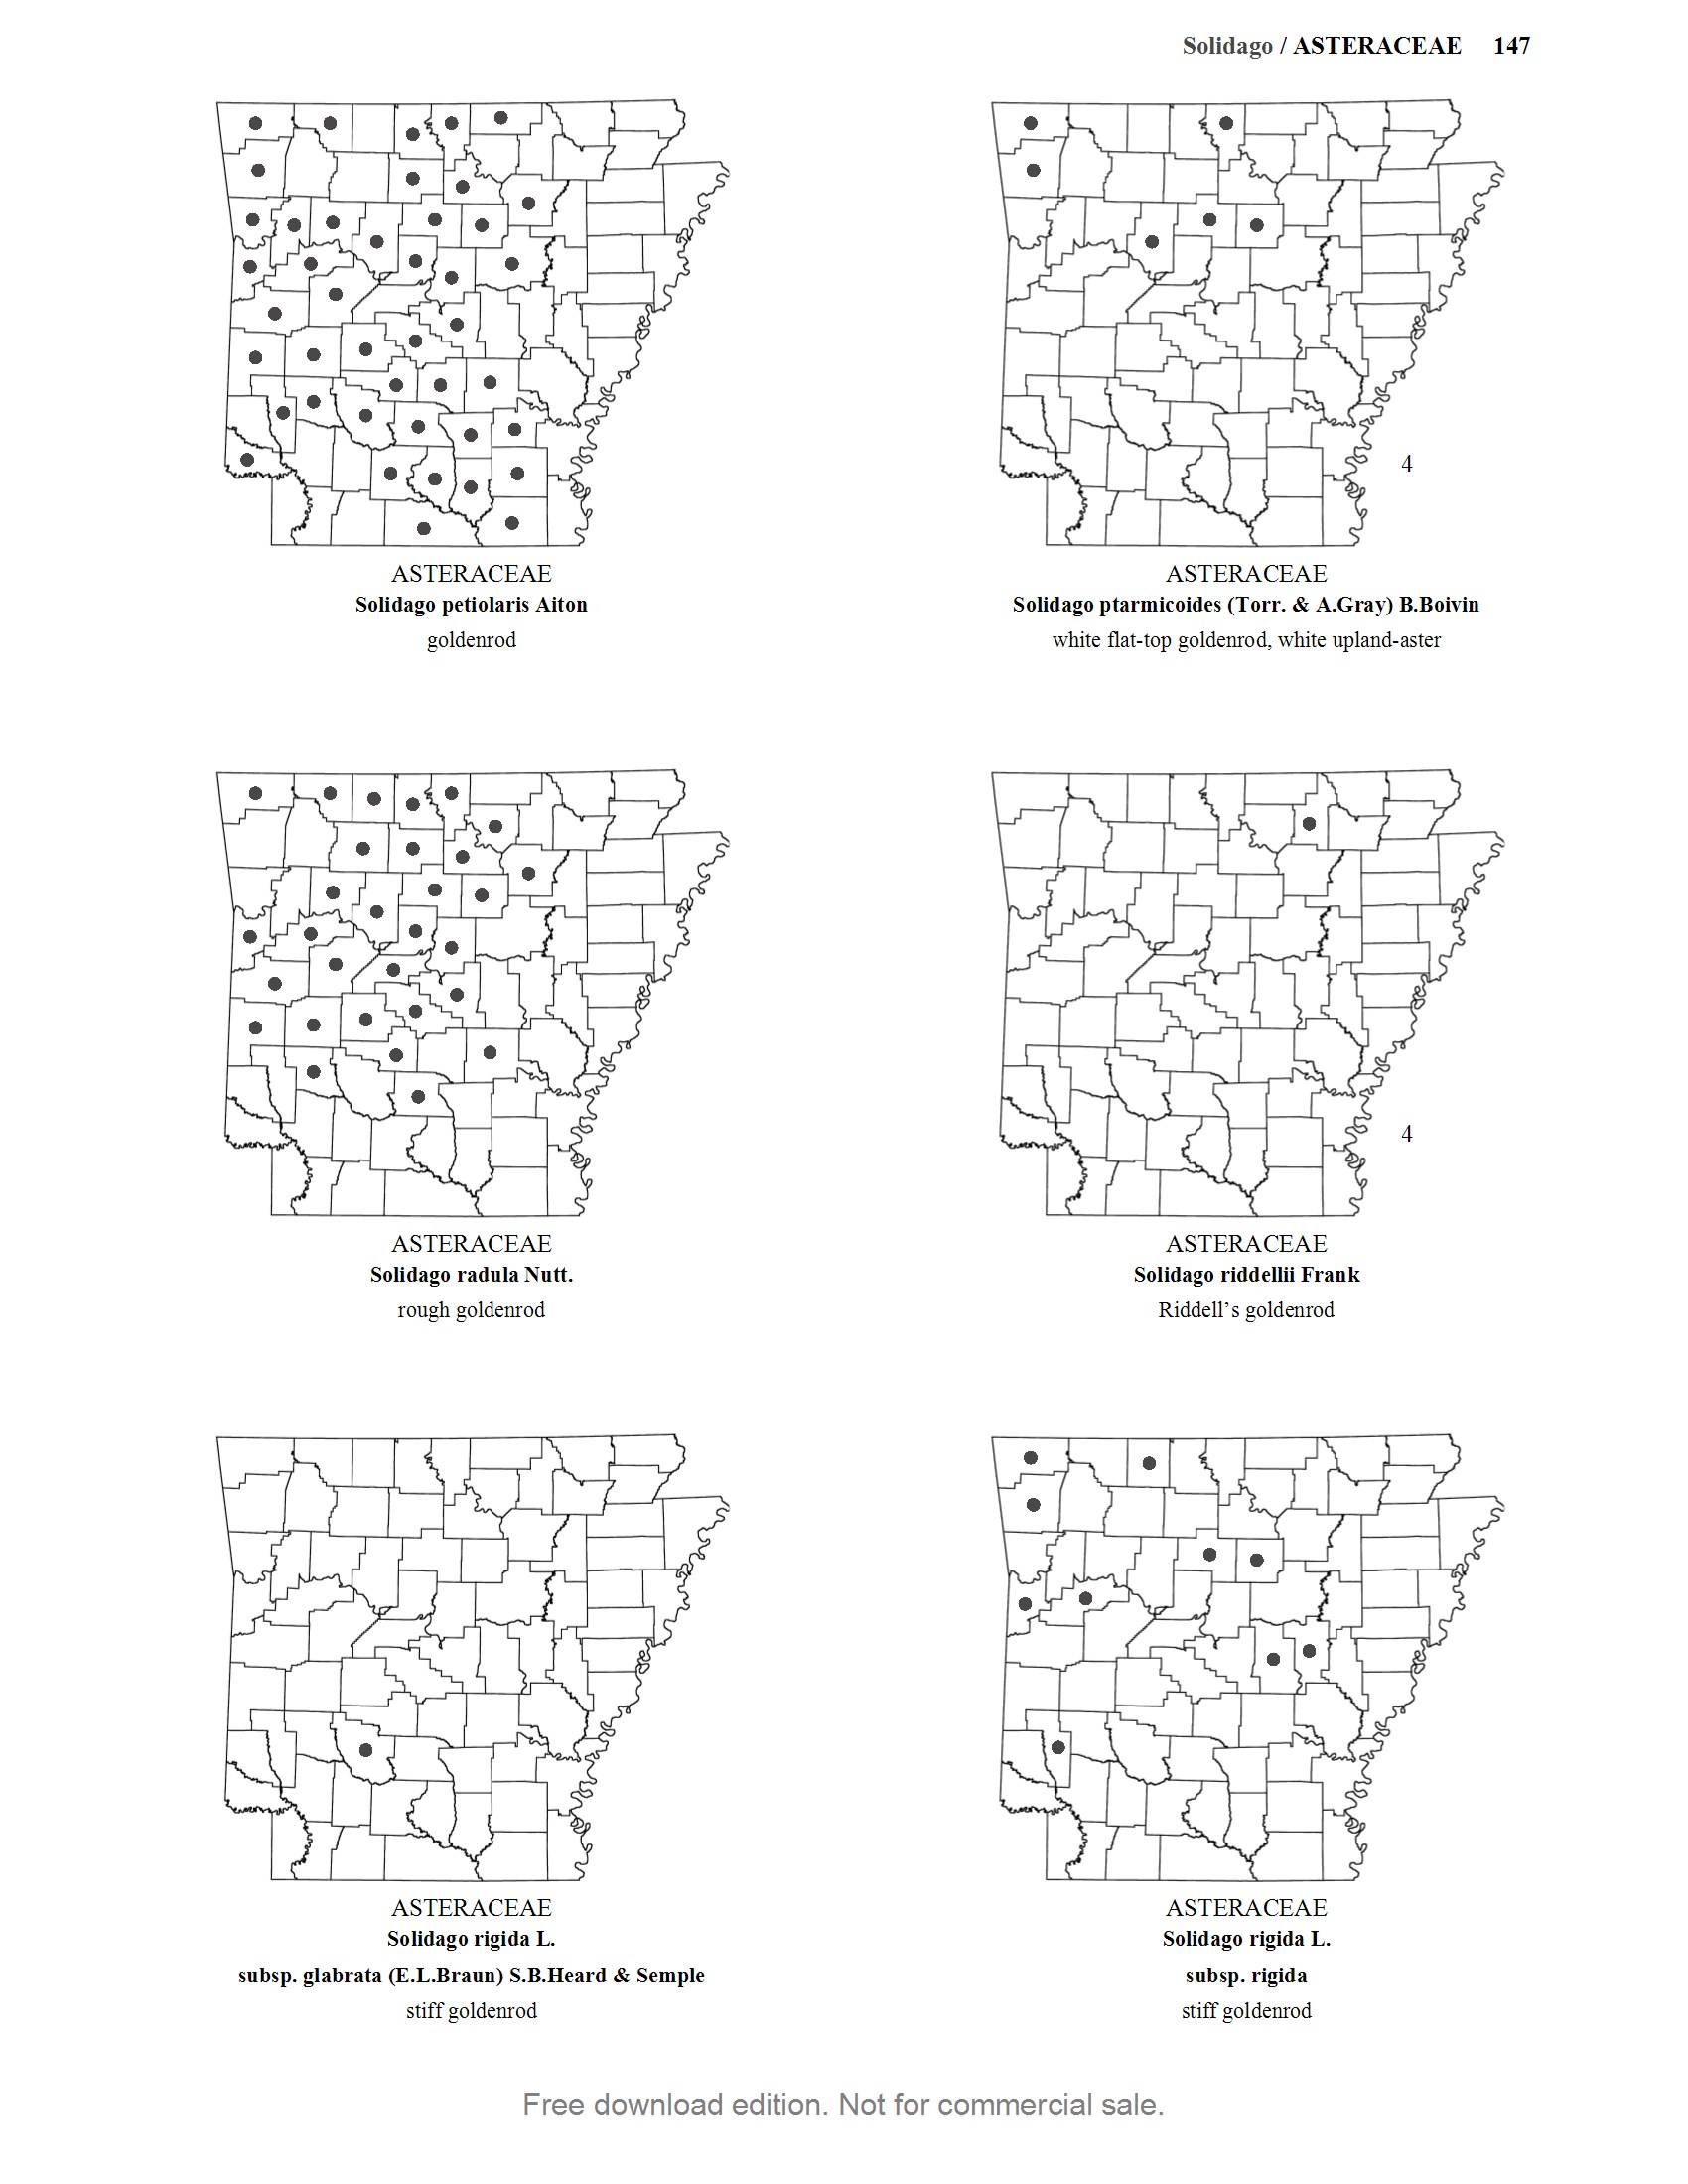 Solidago / ASTERACEAE 147
ASTERACEAE
Solidago petiolaris Aiton
goldenrod
4
ASTERACEAE
Solidago ptarmicoides (Torr. & A.Gray) B.Boivin
white flat-top goldenrod, white upland-aster
ASTERACEAE
Solidago radula Nutt.
rough goldenrod
4
ASTERACEAE
Solidago riddellii Frank
Riddell’s goldenrod
ASTERACEAE
Solidago rigida L.
subsp. glabrata (E.L.Braun) S.B.Heard & Semple
stiff goldenrod
ASTERACEAE
Solidago rigida L.
subsp. rigida
stiff goldenrod
Free download edition. Not for commercial sale.